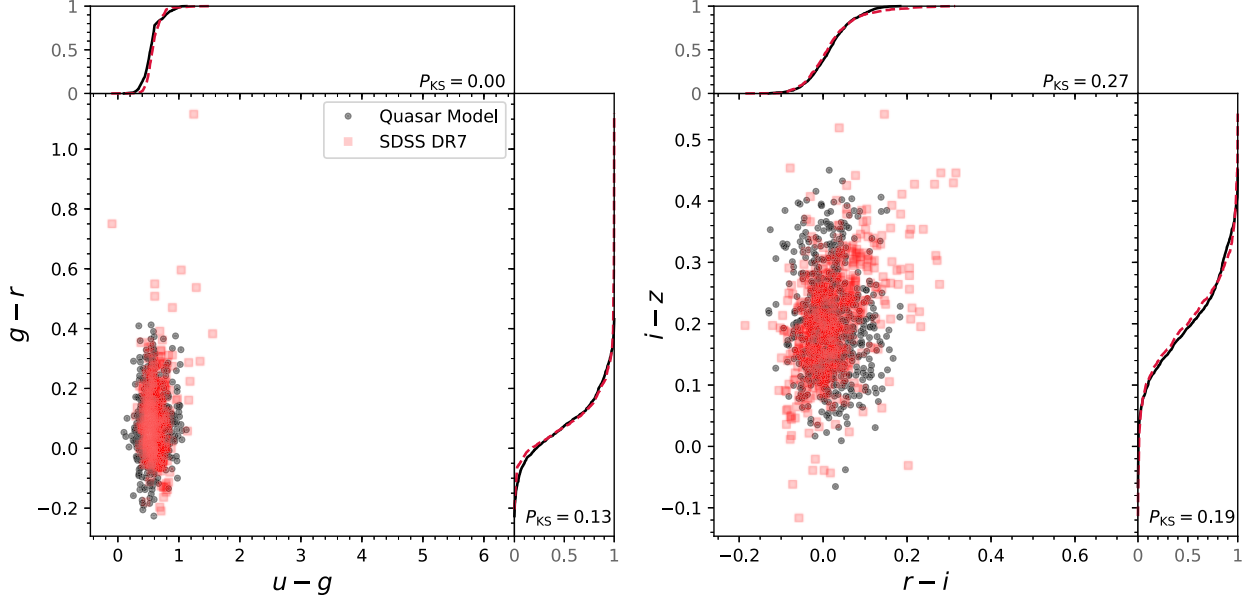 1
0.5
0
P_KS = 0.00
Quasar Model
SDSS DR7
g − r
1.0
0.8
0.6
0.4
0.2
0.0
−0.2
P_KS = 0.13
0 1 2 3 4 5 6
0 0.5 1
u − g
1
0.5
0
P_KS = 0.27
i − z
0.5
0.4
0.3
0.2
0.1
0.0
−0.1
P_KS = 0.19
−0.2 0.0 0.2 0.4 0.6
0 0.5 1
r − i